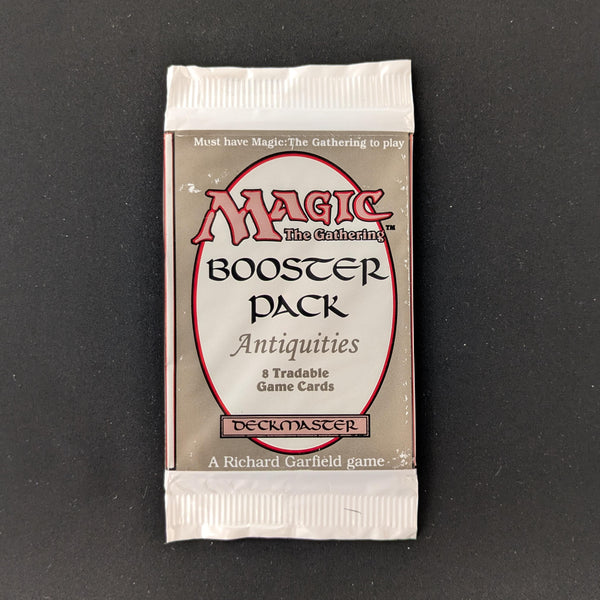 Must have Magic:The Gathering to play
MAGIC
The Gathering™
BOOSTER
PACK
Antiquities
8 Tradable
Game Cards
DECKMASTER
A Richard Garfield game